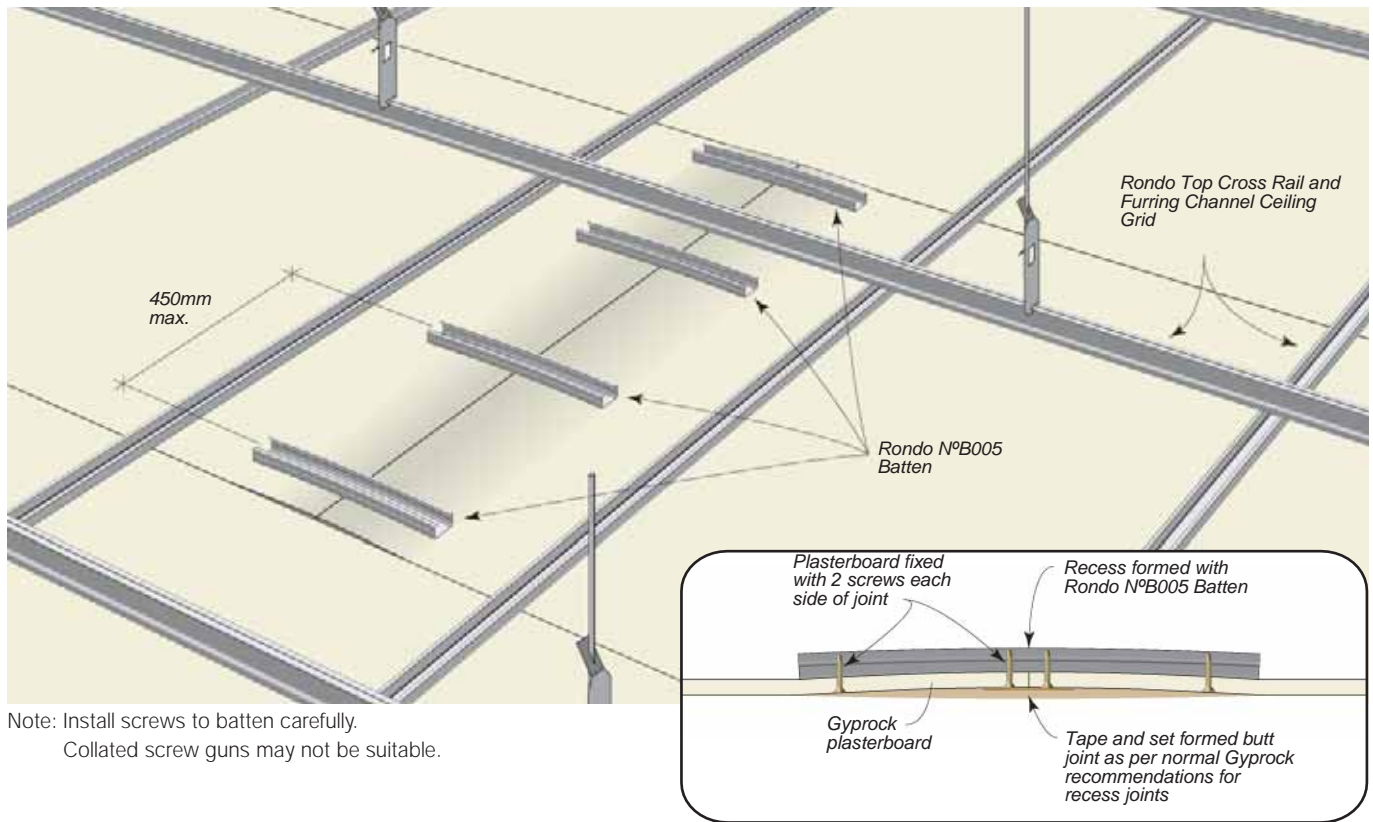 Rondo Top Cross Rail and
Furring Channel Ceiling
Grid
450mm
max.
Rondo NºB005
Batten
Plasterboard fixed
with 2 screws each
side of joint
Recess formed with
Rondo NºB005 Batten
Gyprock
plasterboard
Tape and set formed butt
joint as per normal Gyprock
recommendations for
recess joints
Note: Install screws to batten carefully.
Collated screw guns may not be suitable.